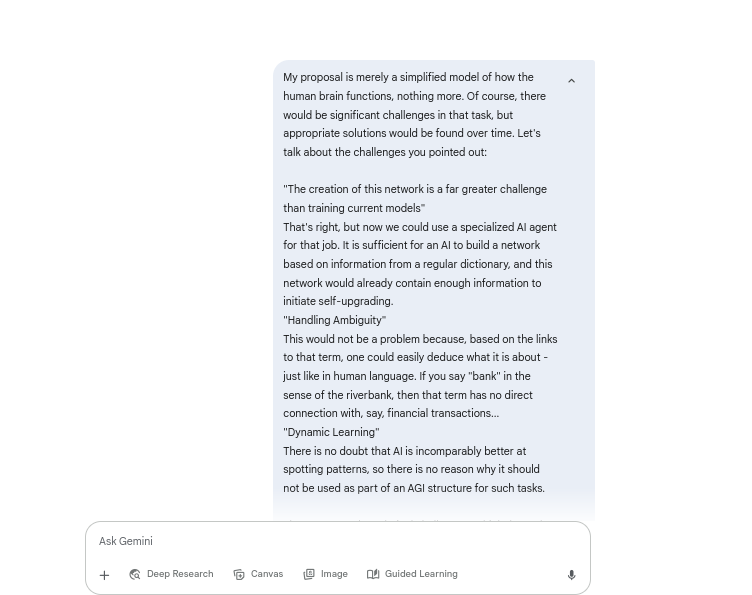 My proposal is merely a simplified model of how the
human brain functions, nothing more. Of course, there
would be significant challenges in that task, but
appropriate solutions would be found over time. Let's
talk about the challenges you pointed out:
"The creation of this network is a far greater challenge
than training current models"
That's right, but now we could use a specialized AI agent
for that job. It is sufficient for an AI to build a network
based on information from a regular dictionary, and this
network would already contain enough information to
initiate self-upgrading.
"Handling Ambiguity"
This would not be a problem because, based on the links
to that term, one could easily deduce what it is about -
just like in human language. If you say "bank" in the
sense of the riverbank, then that term has no direct
connection with, say, financial transactions...
"Dynamic Learning"
There is no doubt that AI is incomparably better at
spotting patterns, so there is no reason why it should
not be used as part of an AGI structure for such tasks.
Ask Gemini
Deep Research Canvas Image Guided Learning